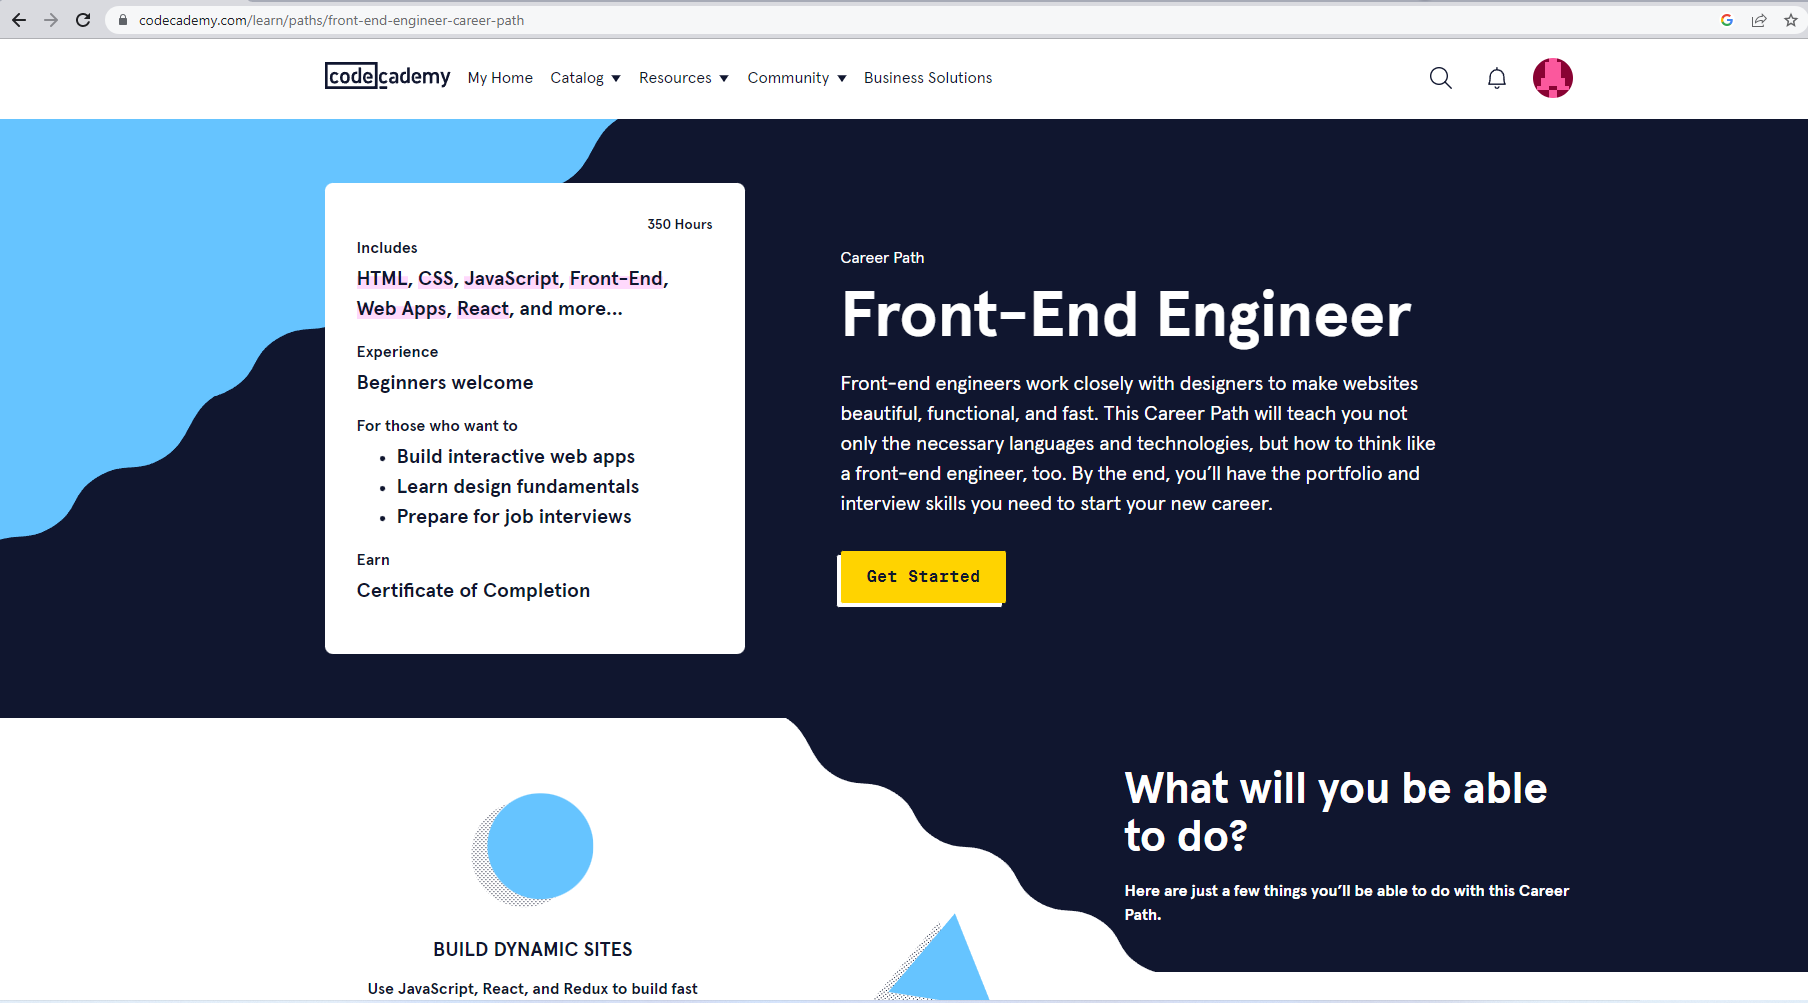 codecademy.com/learn/paths/front-end-engineer-career-path
codecademy My Home Catalog Resources Community Business Solutions
350 Hours
Includes
HTML, CSS, JavaScript, Front-End,
Web Apps, React, and more...
Experience
Beginners welcome
For those who want to
• Build interactive web apps
• Learn design fundamentals
• Prepare for job interviews
Earn
Certificate of Completion
Career Path
Front-End Engineer
Front-end engineers work closely with designers to make websites
beautiful, functional, and fast. This Career Path will teach you not
only the necessary languages and technologies, but how to think like
a front-end engineer, too. By the end, you’ll have the portfolio and
interview skills you need to start your new career.
Get Started
What will you be able
to do?
Here are just a few things you’ll be able to do with this Career
Path.
BUILD DYNAMIC SITES
Use JavaScript, React, and Redux to build fast